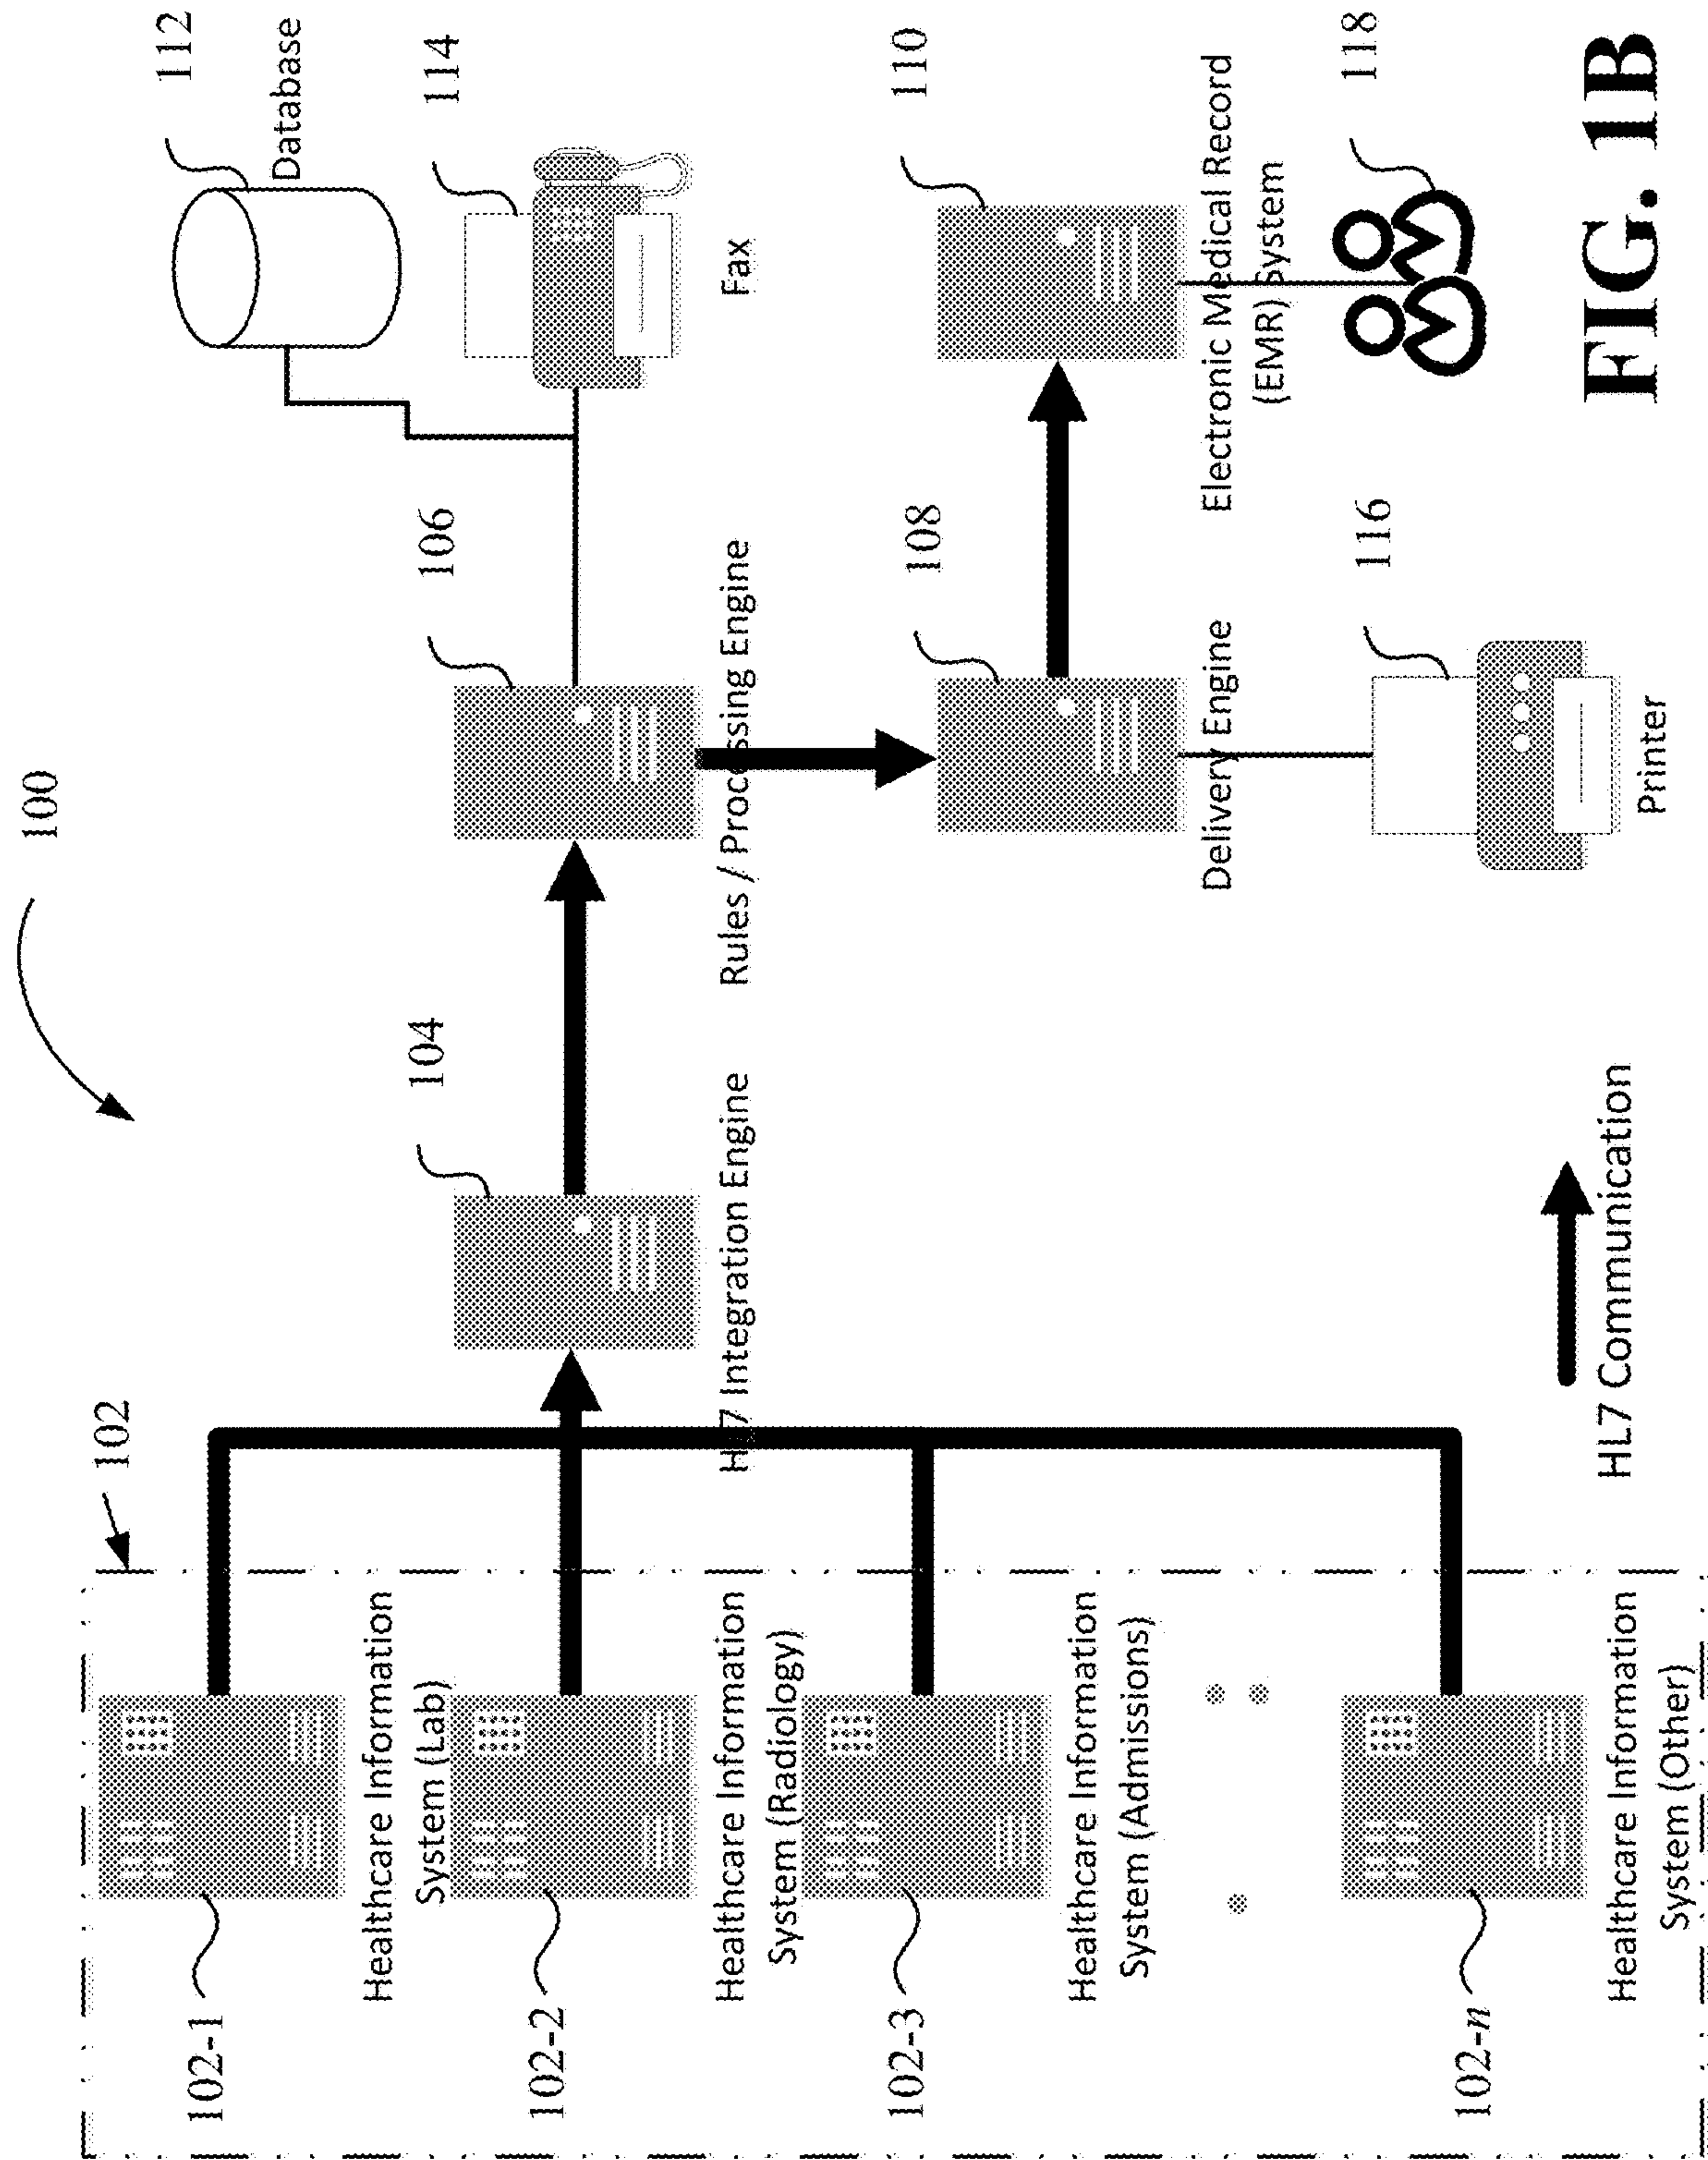 100
102
102-1
Healthcare Information
System (Lab)
102-2
Healthcare Information
System (Radiology)
102-3
Healthcare Information
System (Admissions)
102-n
Healthcare Information
System (Other)
104
HL7 Integration Engine
106
Rules / Processing Engine
112
Database
114
Fax
108
Delivery Engine
110
Electronic Medical Record
(EMR) System
116
Printer
118
HL7 Communication
FIG. 1B